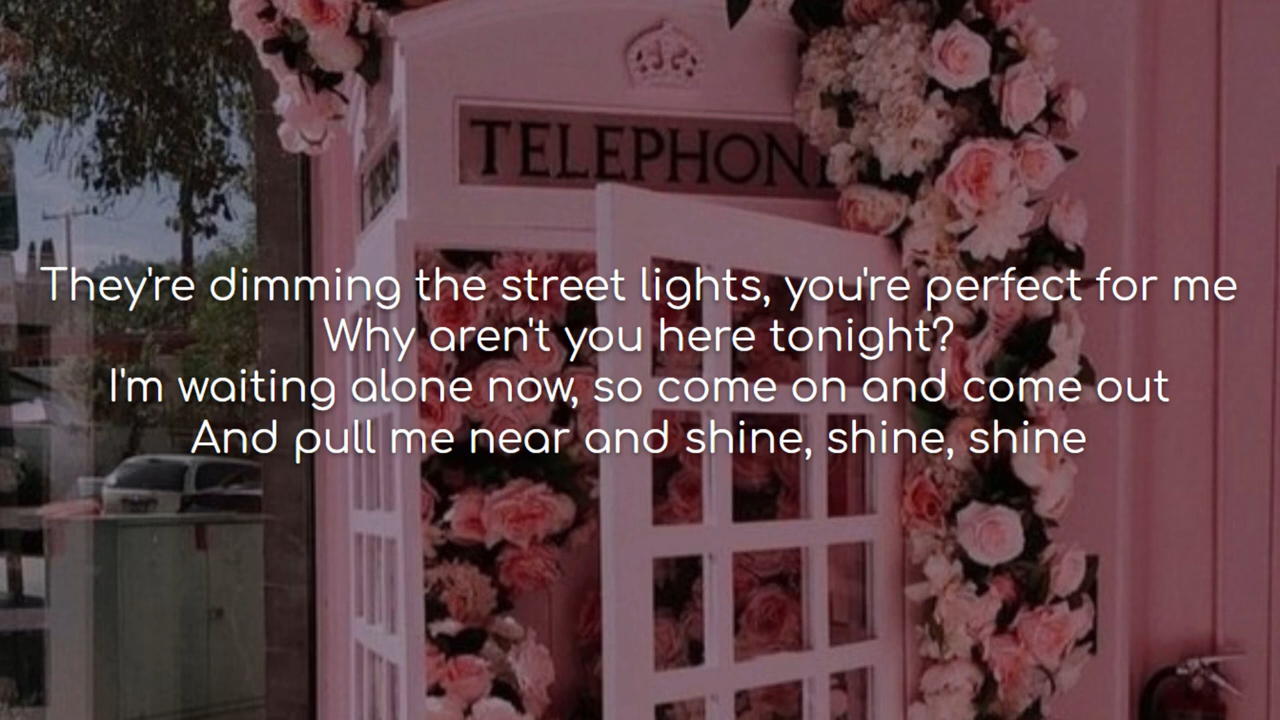 TELEPHONE
They're dimming the street lights, you're perfect for me
Why aren't you here tonight?
I'm waiting alone now, so come on and come out
And pull me near and shine, shine, shine